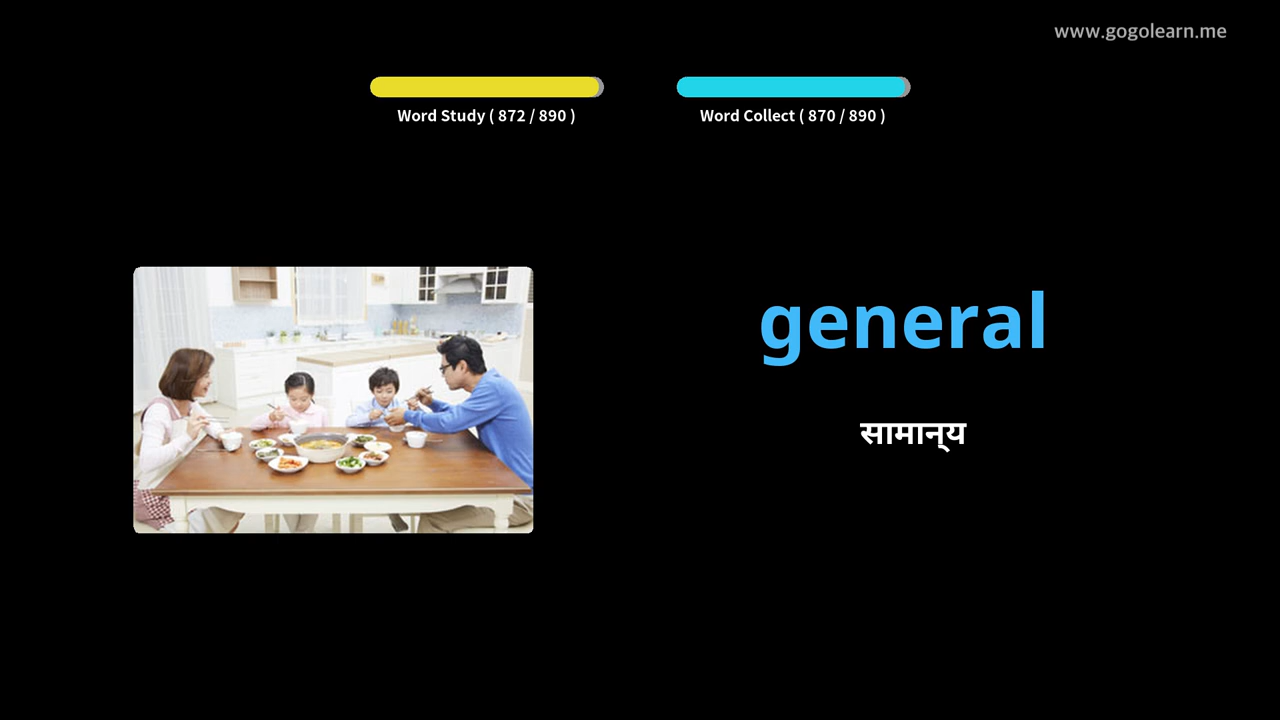 www.gogolearn.me
Word Study ( 872 / 890 )
Word Collect ( 870 / 890 )
general
सामान्‌य